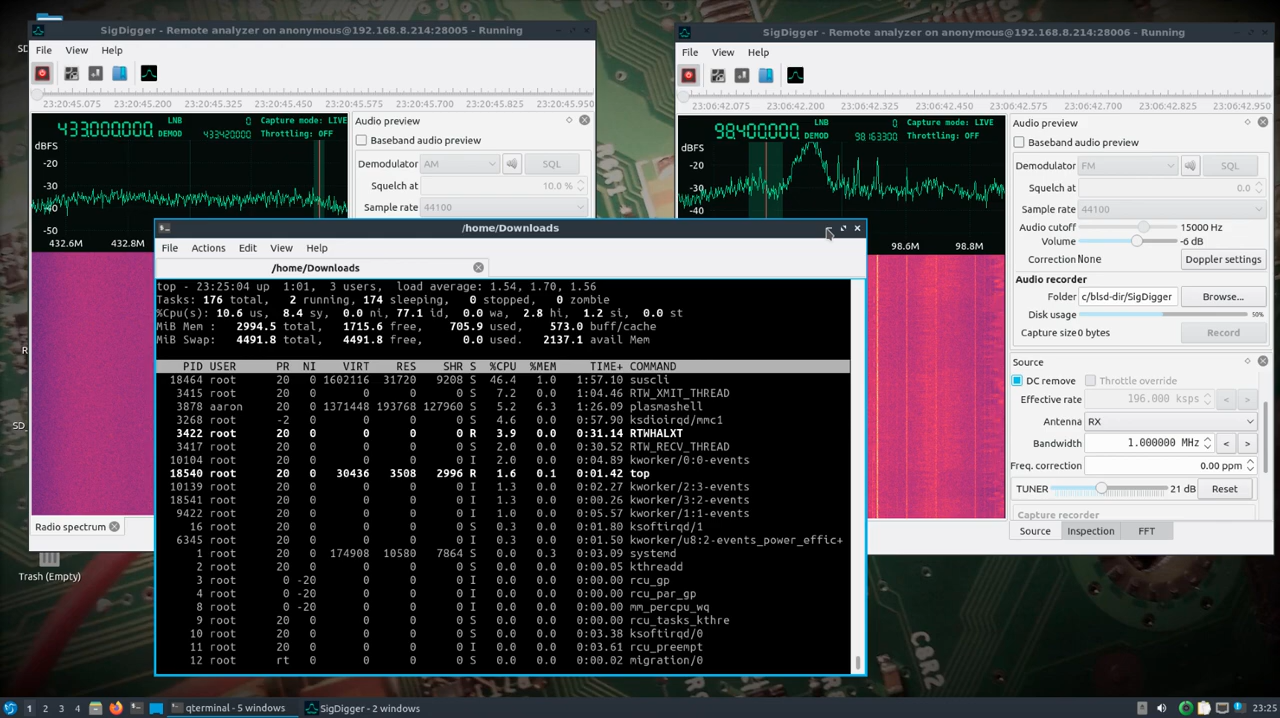 SigDigger - Remote analyzer on anonymous@192.168.8.214:28005 - Running
File View Help
23:20:45.075 23:20:45.200 23:20:45.325 23:20:45.450 23:20:45.575 23:20:45.700 23:20:45.825 23:20:45.950
433.000.000. LNB 0 Capture mode: LIVE
DEMOD 433420000 Throttling: OFF
dBFS
-20
-30
-40
-50
432.6M 432.8M
Audio preview
Baseband audio preview
Demodulator AM SQL
Squelch at 10.0 %
Sample rate 44100
Radio spectrum
SigDigger - Remote analyzer on anonymous@192.168.8.214:28006 - Running
File View Help
23:06:42.075 23:06:42.200 23:06:42.325 23:06:42.450 23:06:42.575 23:06:42.700 23:06:42.825 23:06:42.950
98.400.000. LNB 0 Capture mode: LIVE
DEMOD 98.163300 Throttling: OFF
dBFS
-20
-30
-40
98.6M 98.8M
Audio preview
Baseband audio preview
Demodulator FM SQL
Squelch at 0.0
Sample rate 44100
Audio cutoff 15000 Hz
Volume -6 dB
Correction None Doppler settings
Audio recorder
Folder c/blsd-dir/SigDigger Browse...
Disk usage 50%
Capture size 0 bytes Record
Source
DC remove Throttle override
Effective rate 196.000 ksps < >
Antenna RX
Bandwidth 1.000000 MHz < >
Freq. correction 0.00 ppm
TUNER 21 dB Reset
Capture recorder
Source Inspection FFT
/home/Downloads
File Actions Edit View Help
/home/Downloads
top - 23:25:04 up 1:01, 3 users, load average: 1.54, 1.70, 1.56
Tasks: 176 total, 2 running, 174 sleeping, 0 stopped, 0 zombie
%Cpu(s): 10.6 us, 8.4 sy, 0.0 ni, 77.1 id, 0.0 wa, 2.8 hi, 1.2 si, 0.0 st
MiB Mem : 2994.5 total, 1715.6 free, 705.9 used, 573.0 buff/cache
MiB Swap: 4491.8 total, 4491.8 free, 0.0 used. 2137.1 avail Mem
PID USER PR NI VIRT RES SHR S %CPU %MEM TIME+ COMMAND
18464 root 20 0 1602116 31720 9208 S 46.4 1.0 1:57.10 suscli
3415 root 20 0 0 0 0 S 7.2 0.0 1:04.46 RTW_XMIT_THREAD
3878 aaron 20 0 1371448 193768 127960 S 5.2 6.3 1:26.09 plasmashell
3268 root -2 0 0 0 0 S 4.6 0.0 0:57.90 ksdioirqd/mmc1
3422 root 20 0 0 0 0 R 3.9 0.0 0:31.14 RTWHALXT
3417 root 20 0 0 0 0 S 2.0 0.0 0:30.52 RTW_RECV_THREAD
10104 root 20 0 0 0 0 I 2.0 0.0 0:04.89 kworker/0:0-events
18540 root 20 0 30436 3508 2996 R 1.6 0.1 0:01.42 top
10139 root 20 0 0 0 0 I 1.3 0.0 0:02.27 kworker/2:3-events
18541 root 20 0 0 0 0 I 1.3 0.0 0:00.26 kworker/3:2-events
9422 root 20 0 0 0 0 I 1.0 0.0 0:05.57 kworker/1:1-events
16 root 20 0 0 0 0 S 0.3 0.0 0:01.80 ksoftirqd/1
6345 root 20 0 0 0 0 I 0.3 0.0 0:01.50 kworker/u8:2-events_power_effic+
1 root 20 0 174908 10580 7864 S 0.0 0.3 0:03.09 systemd
2 root 20 0 0 0 0 S 0.0 0.0 0:00.05 kthreadd
3 root 0 -20 0 0 0 I 0.0 0.0 0:00.00 rcu_gp
4 root 0 -20 0 0 0 I 0.0 0.0 0:00.00 rcu_par_gp
8 root 0 -20 0 0 0 I 0.0 0.0 0:00.00 mm_percpu_wq
9 root 20 0 0 0 0 S 0.0 0.0 0:00.00 rcu_tasks_kthre
10 root 20 0 0 0 0 S 0.0 0.0 0:03.38 ksoftirqd/0
11 root 20 0 0 0 0 I 0.0 0.0 0:03.61 rcu_preempt
12 root rt 0 0 0 0 S 0.0 0.0 0:00.02 migration/0
Trash (Empty)
1 2 3 4 qterminal - 5 windows SigDigger - 2 windows 23:25